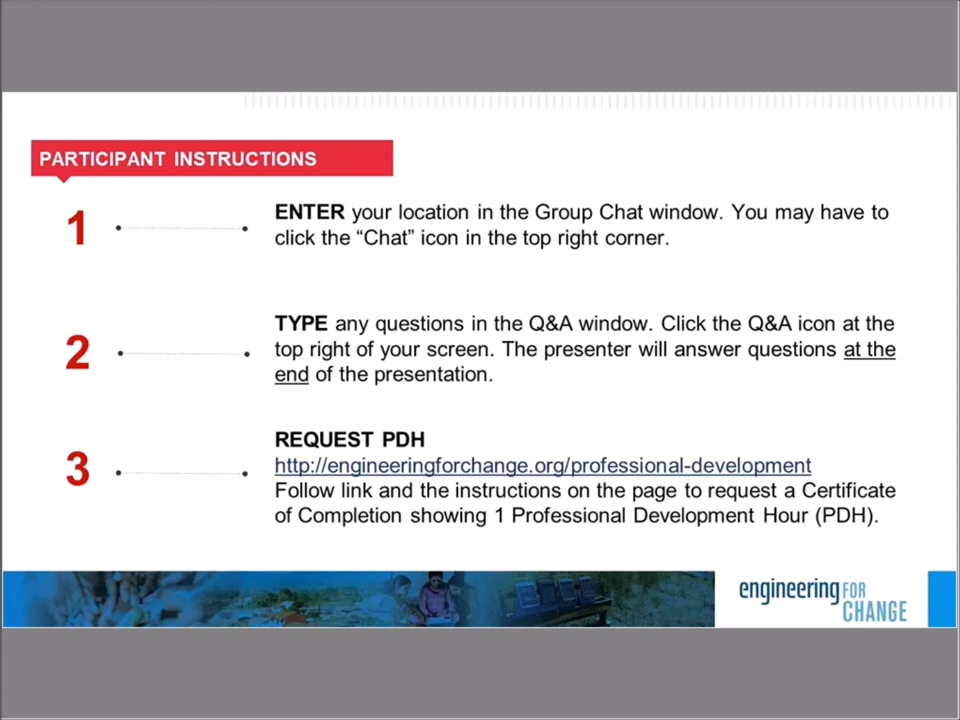 PARTICIPANT INSTRUCTIONS
1
ENTER your location in the Group Chat window. You may have to
click the “Chat” icon in the top right corner.
2
TYPE any questions in the Q&A window. Click the Q&A icon at the
top right of your screen. The presenter will answer questions at the
end of the presentation.
3
REQUEST PDH
http://engineeringforchange.org/professional-development
Follow link and the instructions on the page to request a Certificate
of Completion showing 1 Professional Development Hour (PDH).
engineering FOR
CHANGE